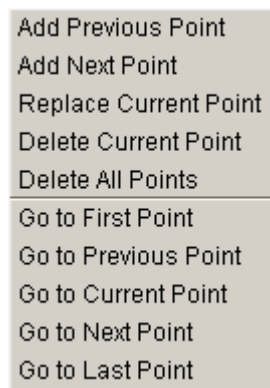 Add Previous Point
Add Next Point
Replace Current Point
Delete Current Point
Delete All Points
Go to First Point
Go to Previous Point
Go to Current Point
Go to Next Point
Go to Last Point